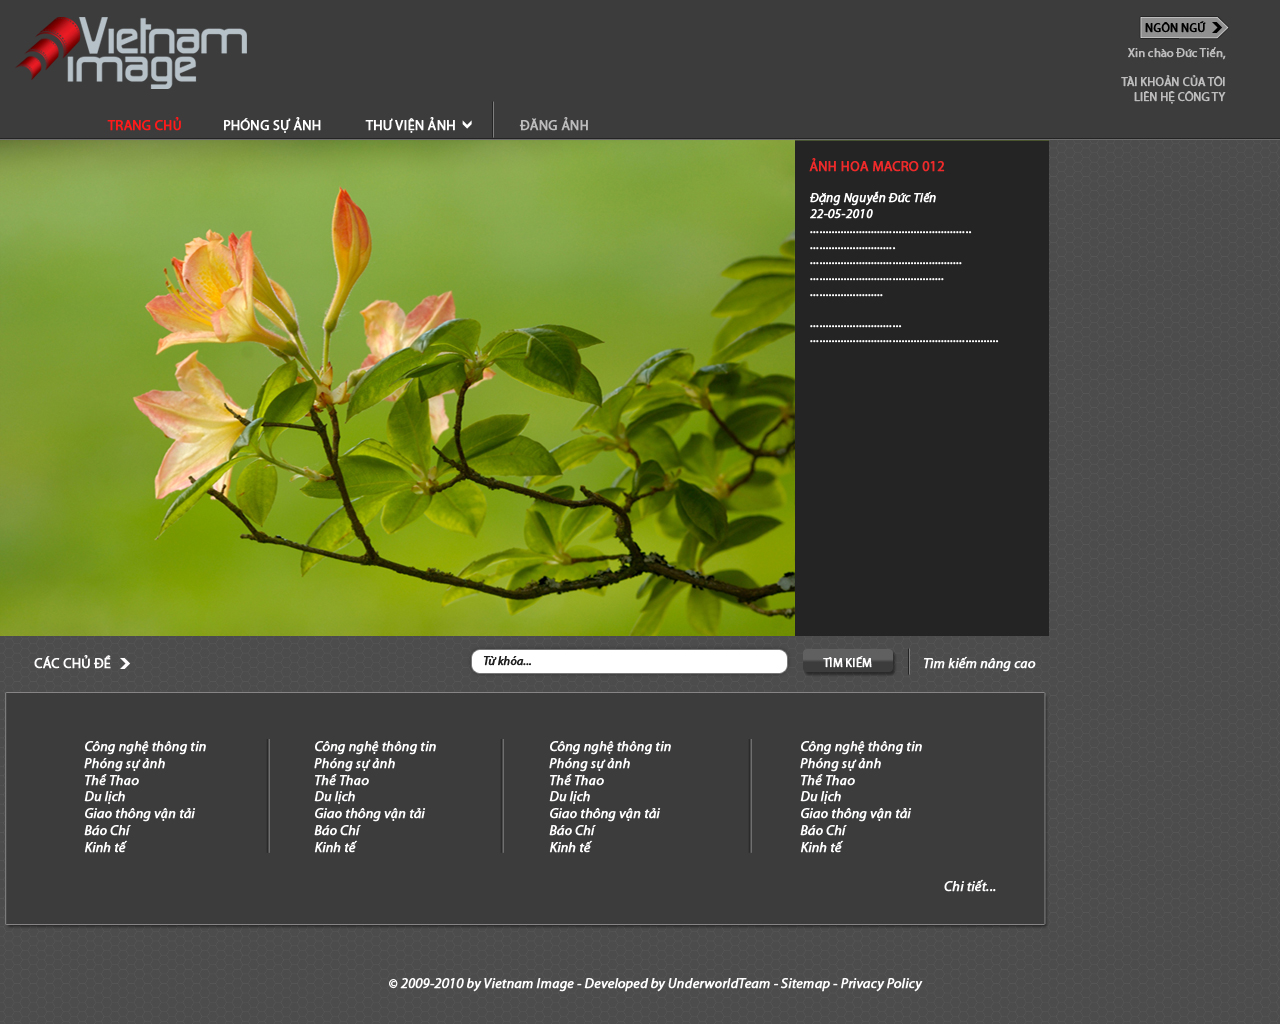 Vietnam
image
NGÔN NGỮ
Xin chào Đức Tiến,
TÀI KHOẢN CỦA TÔI
LIÊN HỆ CÔNG TY
TRANG CHỦ PHÓNG SỰ ẢNH THƯ VIỆN ẢNH ĐĂNG ẢNH
ẢNH HOA MACRO 012
Đặng Nguyễn Đức Tiến
22-05-2010
CÁC CHỦ ĐỀ
Từ khóa...
TÌM KIẾM
Tìm kiếm nâng cao
Công nghệ thông tin
Phóng sự ảnh
Thể Thao
Du lịch
Giao thông vận tải
Báo Chí
Kinh tế
Công nghệ thông tin
Phóng sự ảnh
Thể Thao
Du lịch
Giao thông vận tải
Báo Chí
Kinh tế
Công nghệ thông tin
Phóng sự ảnh
Thể Thao
Du lịch
Giao thông vận tải
Báo Chí
Kinh tế
Công nghệ thông tin
Phóng sự ảnh
Thể Thao
Du lịch
Giao thông vận tải
Báo Chí
Kinh tế
Chi tiết...
© 2009-2010 by Vietnam Image - Developed by UnderworldTeam - Sitemap - Privacy Policy